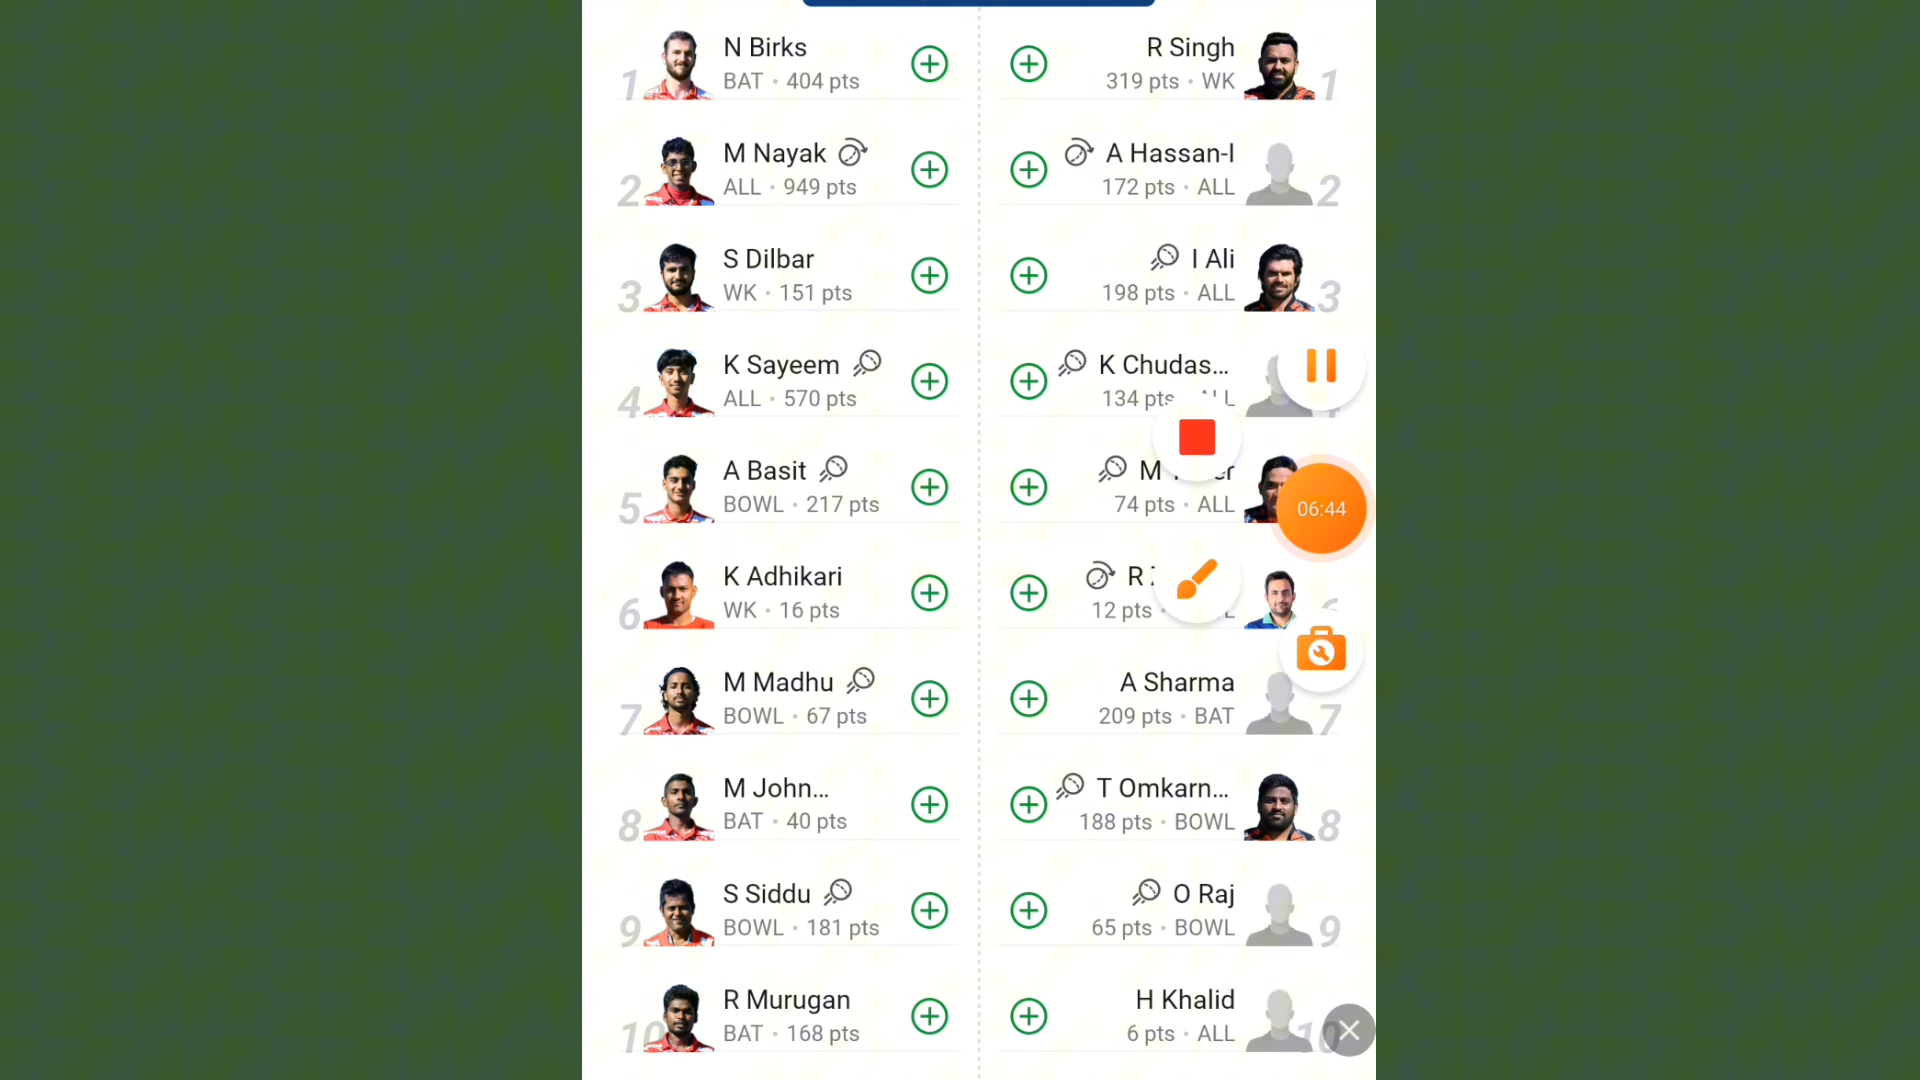 N Birks
BAT • 404 pts
1
R Singh
319 pts • WK
1
M Nayak
ALL • 949 pts
2
A Hassan-I
172 pts • ALL
2
S Dilbar
WK • 151 pts
3
I Ali
198 pts • ALL
3
K Sayeem
ALL • 570 pts
4
K Chudas...
134 pts
A Basit
BOWL • 217 pts
5
M
74 pts • ALL
06:44
K Adhikari
WK • 16 pts
6
R
12 pts •
M Madhu
BOWL • 67 pts
7
A Sharma
209 pts • BAT
7
M John...
BAT • 40 pts
8
T Omkarn...
188 pts • BOWL
8
S Siddu
BOWL • 181 pts
9
O Raj
65 pts • BOWL
9
R Murugan
BAT • 168 pts
10
H Khalid
6 pts • ALL
10